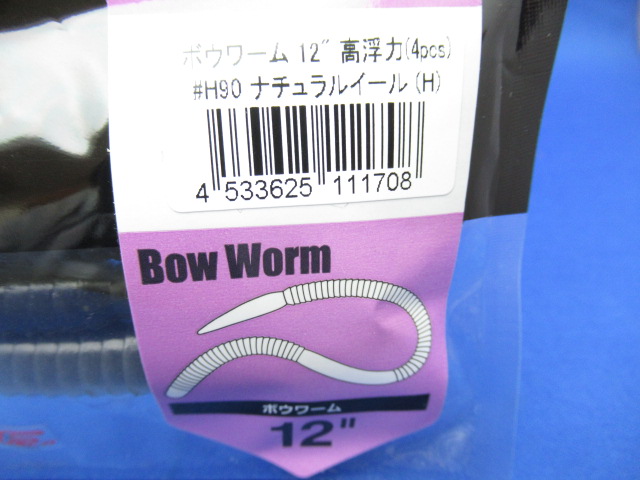 ボウワーム 12" 高浮力(4pcs)
#H90 ナチュラルイール (H)
4 533625 111708
Bow Worm
ボウワーム
12"